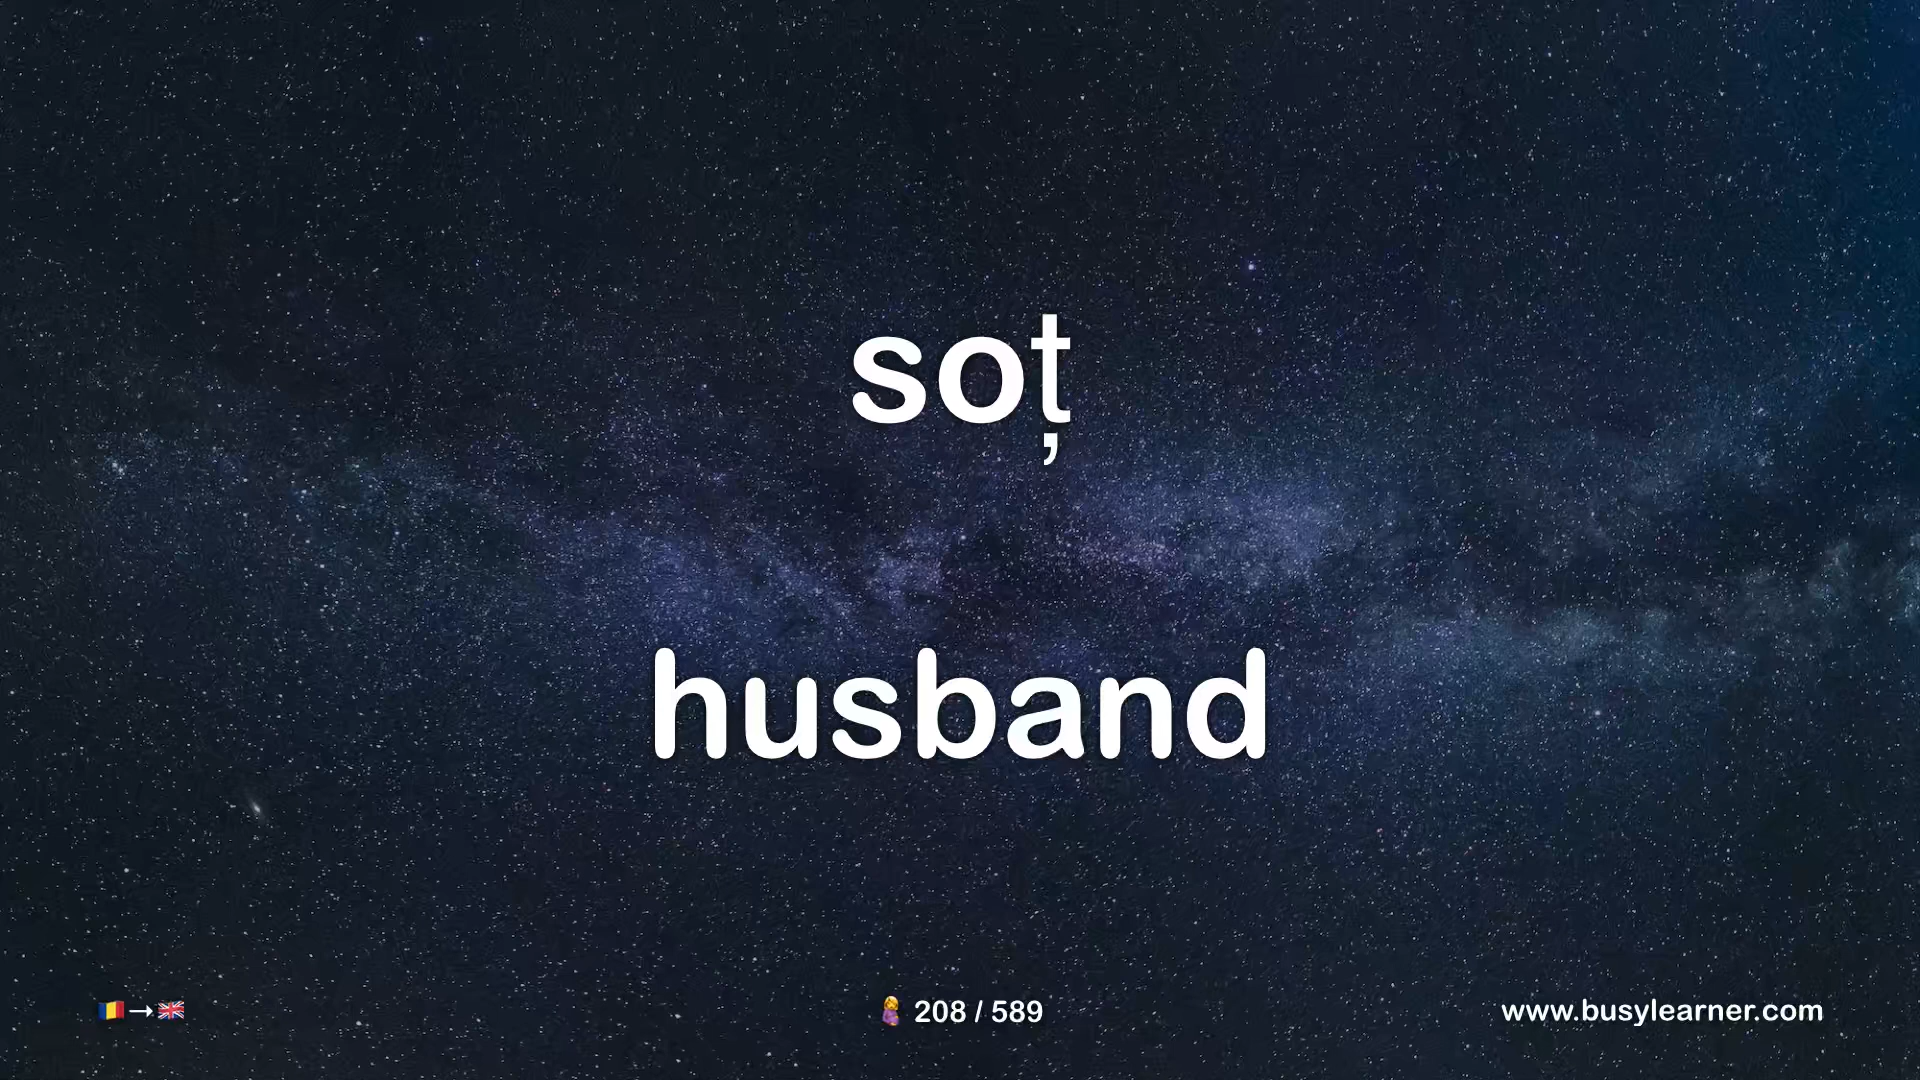 soț
husband
🇷🇴→🇬🇧
🤰 208 / 589
www.busylearner.com